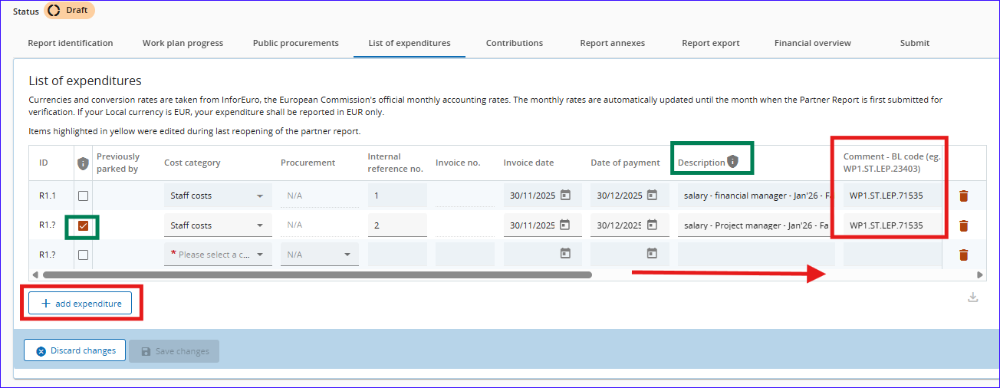 Status Draft
Report identification Work plan progress Public procurements List of expenditures Contributions Report annexes Report export Financial overview Submit
List of expenditures
Currencies and conversion rates are taken from InforEuro, the European Commission's official monthly accounting rates. The monthly rates are automatically updated until the month when the Partner Report is first submitted for
verification. If your Local currency is EUR, your expenditure shall be reported in EUR only.
Items highlighted in yellow were edited during last reopening of the partner report.
ID Previously parked by Cost category Procurement Internal reference no. Invoice no. Invoice date Date of payment Description Comment - BL code (eg. WP1.ST.LEP.23403)
R1.1 Staff costs N/A 1 30/11/2025 30/12/2025 salary - financial manager - Jan'26 - Fa WP1.ST.LEP.71535
R1.? Staff costs N/A 2 30/11/2025 30/12/2025 salary - Project manager - Jan'26 - Fa WP1.ST.LEP.71535
R1.? * Please select a c... N/A
+ add expenditure
Discard changes Save changes